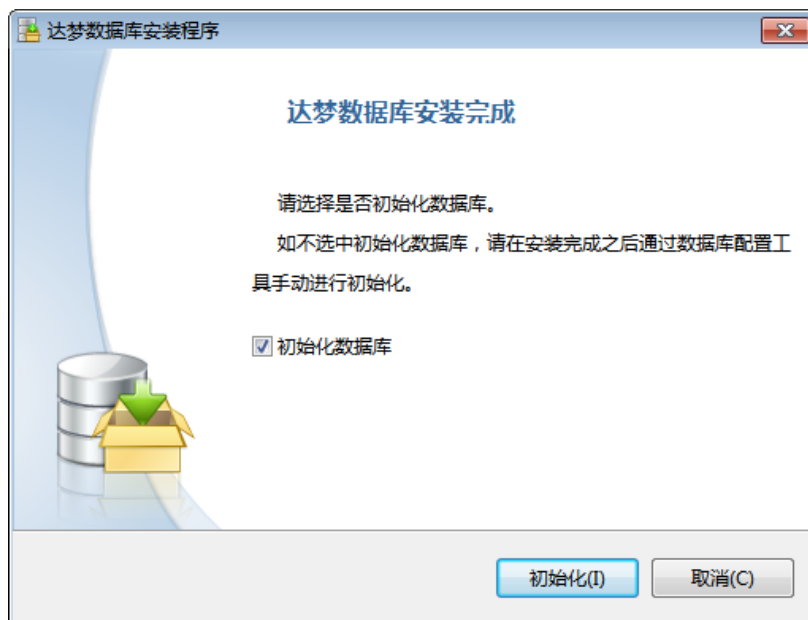 达梦数据库安装程序
达梦数据库安装完成
请选择是否初始化数据库。
如不选中初始化数据库，请在安装完成之后通过数据库配置工
具手动进行初始化。
初始化数据库
初始化(I)
取消(C)